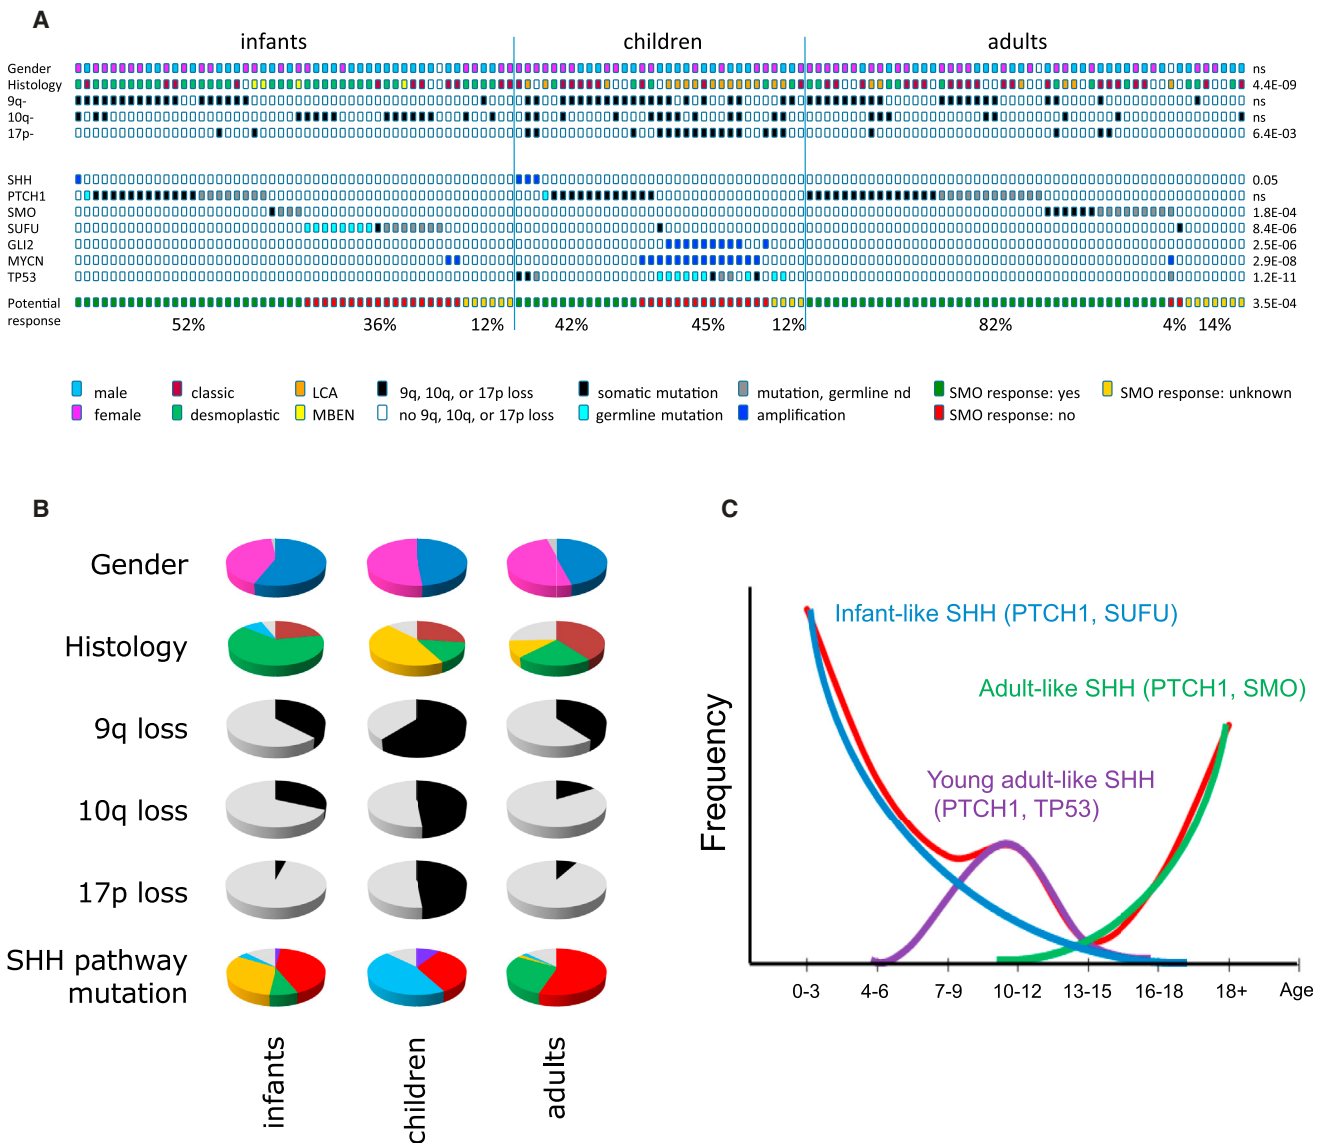 A
infants children adults
Gender ns
Histology 4.4E-09
9q- ns
10q- ns
17p- 6.4E-03
SHH 0.05
PTCH1 ns
SMO 1.8E-04
SUFU 8.4E-06
GLI2 2.5E-06
MYCN 2.9E-08
TP53 1.2E-11
Potential 3.5E-04
response 52% 36% 12% 42% 45% 12% 82% 4% 14%
male classic LCA 9q, 10q, or 17p loss somatic mutation mutation, germline nd SMO response: yes SMO response: unknown
female desmoplastic MBEN no 9q, 10q, or 17p loss germline mutation amplification SMO response: no
B
Gender
Histology
9q loss
10q loss
17p loss
SHH pathway
mutation
infants
children
adults
C
Infant-like SHH (PTCH1, SUFU)
Adult-like SHH (PTCH1, SMO)
Young adult-like SHH
(PTCH1, TP53)
Frequency
0-3 4-6 7-9 10-12 13-15 16-18 18+ Age